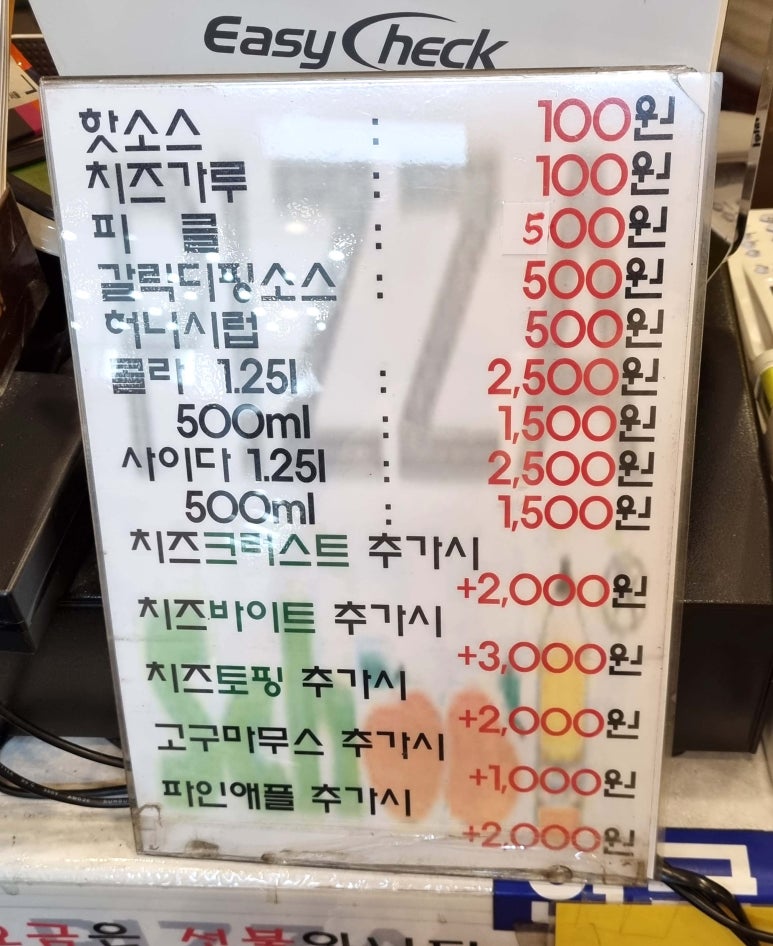 Easy Check
핫소스 : 100원
치즈가루 : 100원
피 클 : 500원
갈릭디핑소스 : 500원
허니시럽 500원
콜라 1.25l : 2,500원
500ml : 1,500원
사이다 1.25l : 2,500원
500ml : 1,500원
치즈크러스트 추가시
+2,000원
치즈바이트 추가시
+3,000원
치즈토핑 추가시
+2,000원
고구마무스 추가시
+1,000원
파인애플 추가시
+2,000원